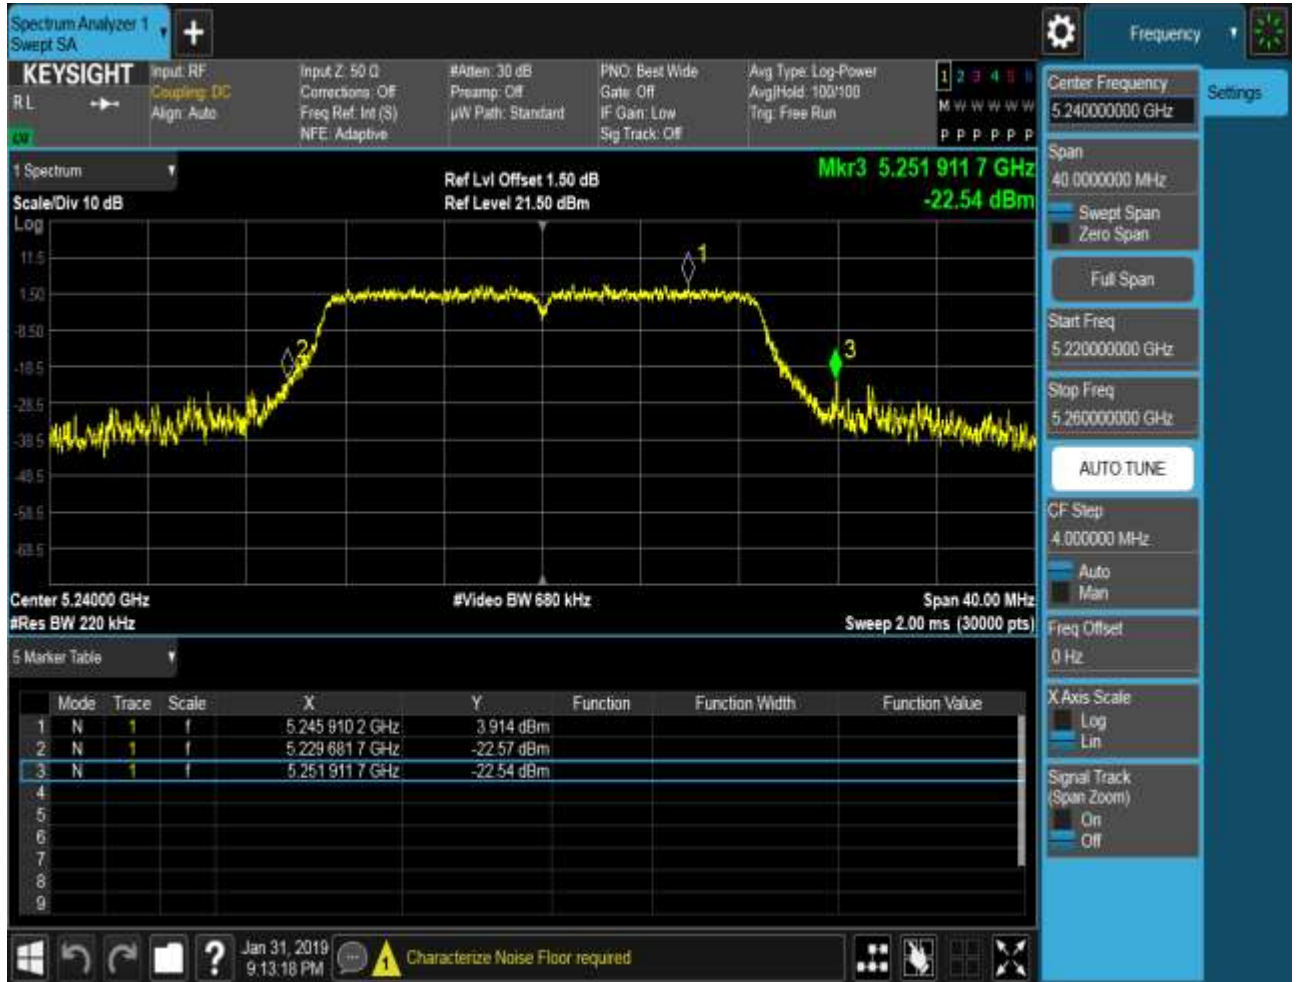 Spectrum Analyzer 1
Swept SA
+
Frequency
KEYSIGHT
RL
Input: RF
Coupling: DC
Align: Auto
Input Z: 50 Ω
Corrections: Off
Freq Ref: Int (S)
NFE: Adaptive
#Atten: 30 dB
Preamp: Off
µW Path: Standard
PNO: Best Wide
Gate: Off
IF Gain: Low
Sig Track: Off
Avg Type: Log-Power
Avg|Hold: 100/100
Trig: Free Run
1 2 3 4 5 6
M W W W W W
P P P P P P
1 Spectrum
Scale/Div 10 dB
Log
Ref Lvl Offset 1.50 dB
Ref Level 21.50 dBm
Mkr3 5.251 911 7 GHz
-22.54 dBm
11.5
1.50
-8.50
-18.5
-28.5
-38.5
-48.5
-58.5
-68.5
1
2
3
Center 5.24000 GHz
#Res BW 220 kHz
#Video BW 680 kHz
Span 40.00 MHz
Sweep 2.00 ms (30000 pts)
5 Marker Table
Mode Trace Scale X Y Function Function Width Function Value
1 N 1 f 5.245 910 2 GHz 3.914 dBm
2 N 1 f 5.229 681 7 GHz -22.57 dBm
3 N 1 f 5.251 911 7 GHz -22.54 dBm
4
5
6
7
8
9
Center Frequency
5.240000000 GHz
Settings
Span
40.0000000 MHz
Swept Span
Zero Span
Full Span
Start Freq
5.220000000 GHz
Stop Freq
5.260000000 GHz
AUTO TUNE
CF Step
4.000000 MHz
Auto
Man
Freq Offset
0 Hz
X Axis Scale
Log
Lin
Signal Track
(Span Zoom)
On
Off
?
Jan 31, 2019
9:13:18 PM
1
Characterize Noise Floor required